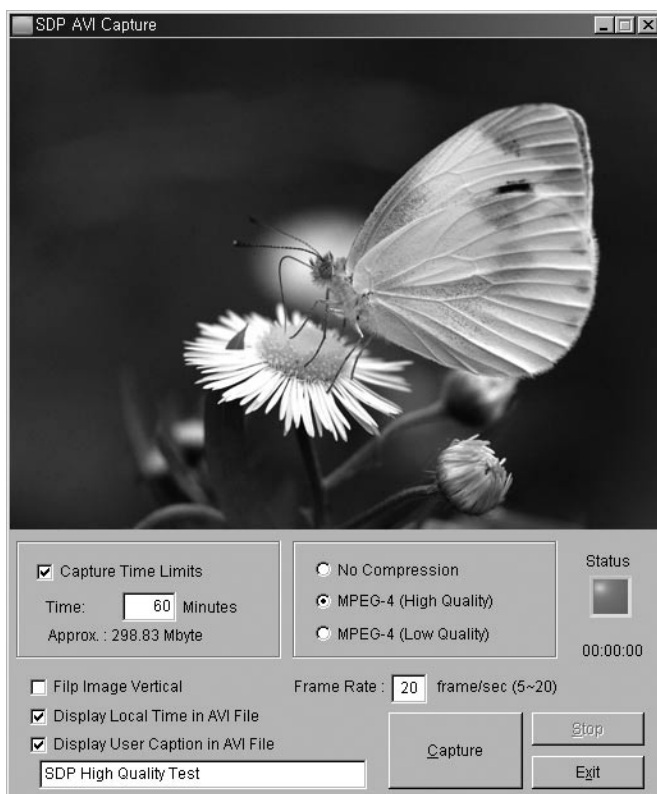 SDP AVI Capture
Capture Time Limits
Time: 60 Minutes
Approx. : 298.83 Mbyte
No Compression
MPEG-4 (High Quality)
MPEG-4 (Low Quality)
Status
00:00:00
Filp Image Vertical
Frame Rate : 20 frame/sec (5~20)
Display Local Time in AVI File
Display User Caption in AVI File
SDP High Quality Test
Capture
Stop
Exit